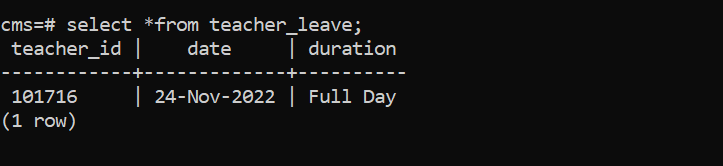 cms=# select *from teacher_leave;
 teacher_id |    date     | duration
------------+-------------+----------
 101716     | 24-Nov-2022 | Full Day
(1 row)